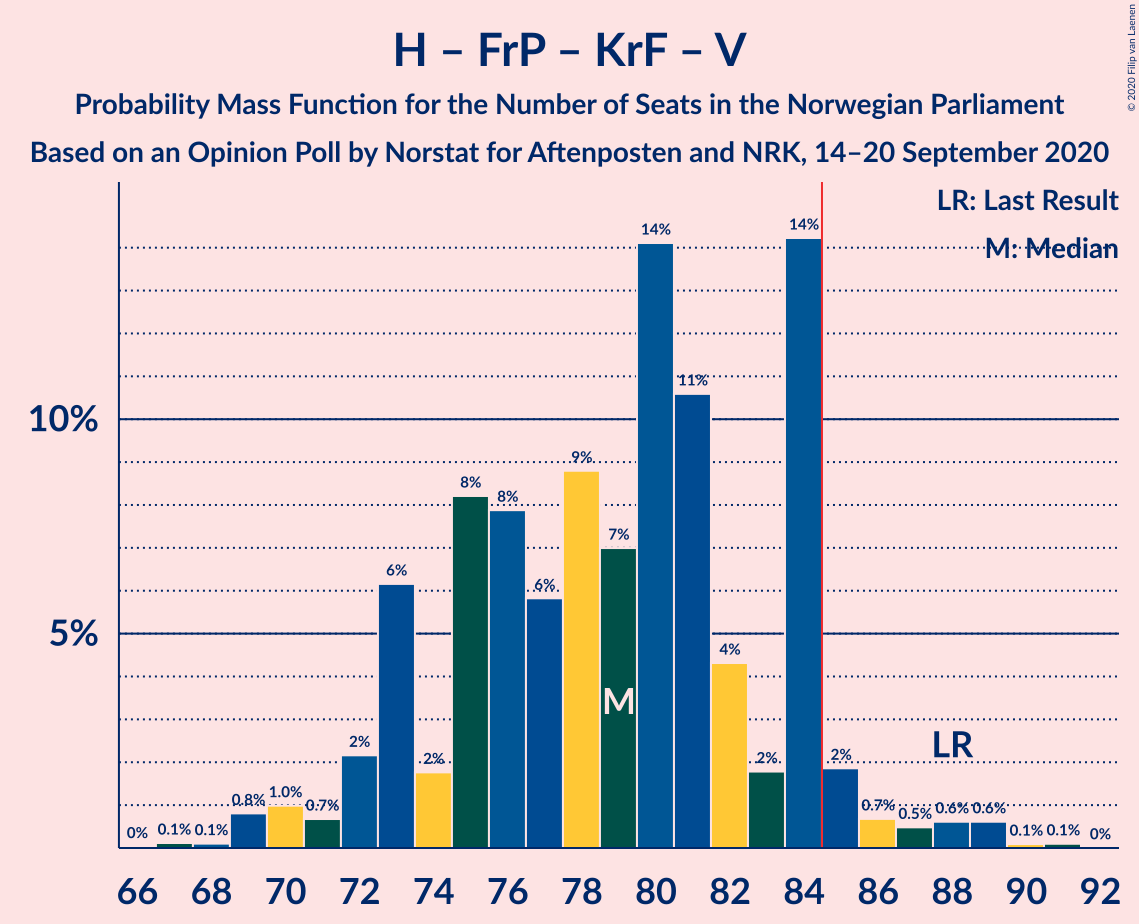 H – FrP – KrF – V
Probability Mass Function for the Number of Seats in the Norwegian Parliament
Based on an Opinion Poll by Norstat for Aftenposten and NRK, 14–20 September 2020
© 2020 Filip van Laenen
LR: Last Result
M: Median
10%
5%
0% 0.1% 0.1% 0.8% 1.0% 0.7% 2% 6% 2% 8% 8% 6% 9% 7% 14% 11% 4% 2% 14% 2% 0.7% 0.5% 0.6% 0.6% 0.1% 0.1% 0%
M
LR
66 68 70 72 74 76 78 80 82 84 86 88 90 92